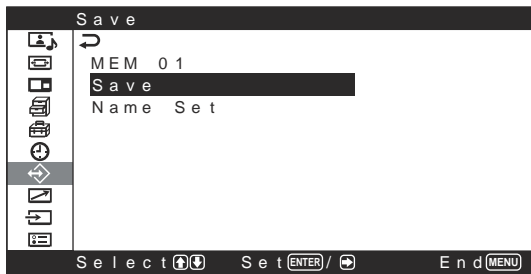 Save
MEM 01
Save
Name Set
Select Set ENTER / End MENU